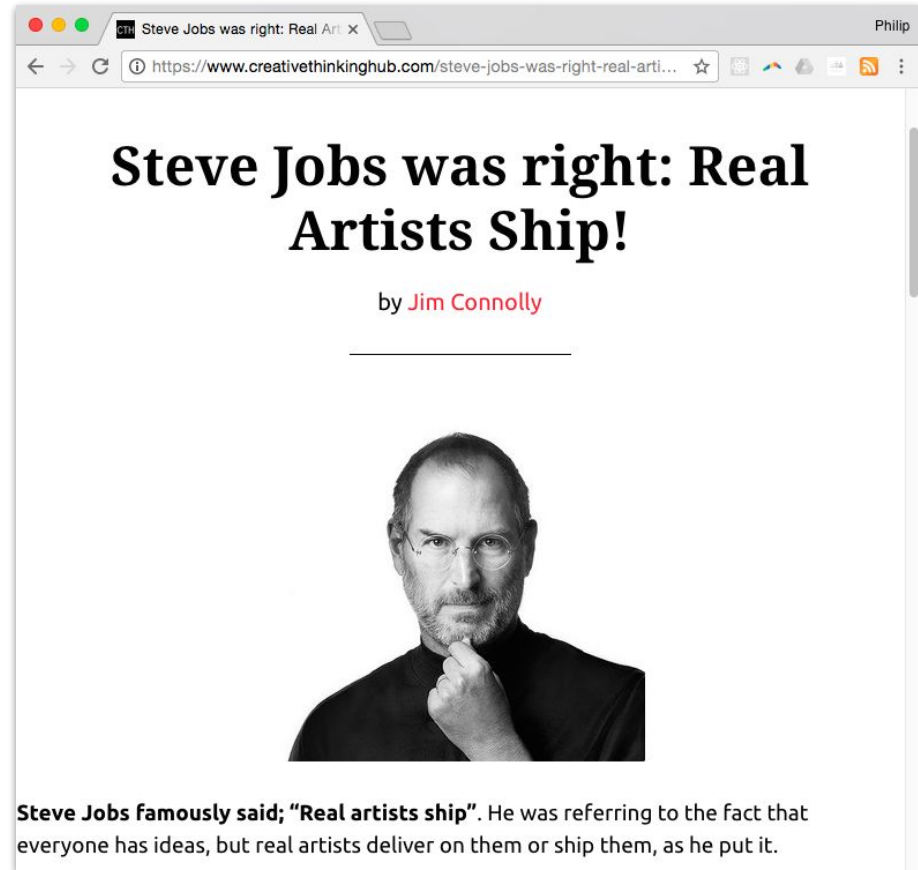 CTH Steve Jobs was right: Real Art
Philip
https://www.creativethinkinghub.com/steve-jobs-was-right-real-arti...
Steve Jobs was right: Real
Artists Ship!
by Jim Connolly
Steve Jobs famously said; “Real artists ship”. He was referring to the fact that
everyone has ideas, but real artists deliver on them or ship them, as he put it.